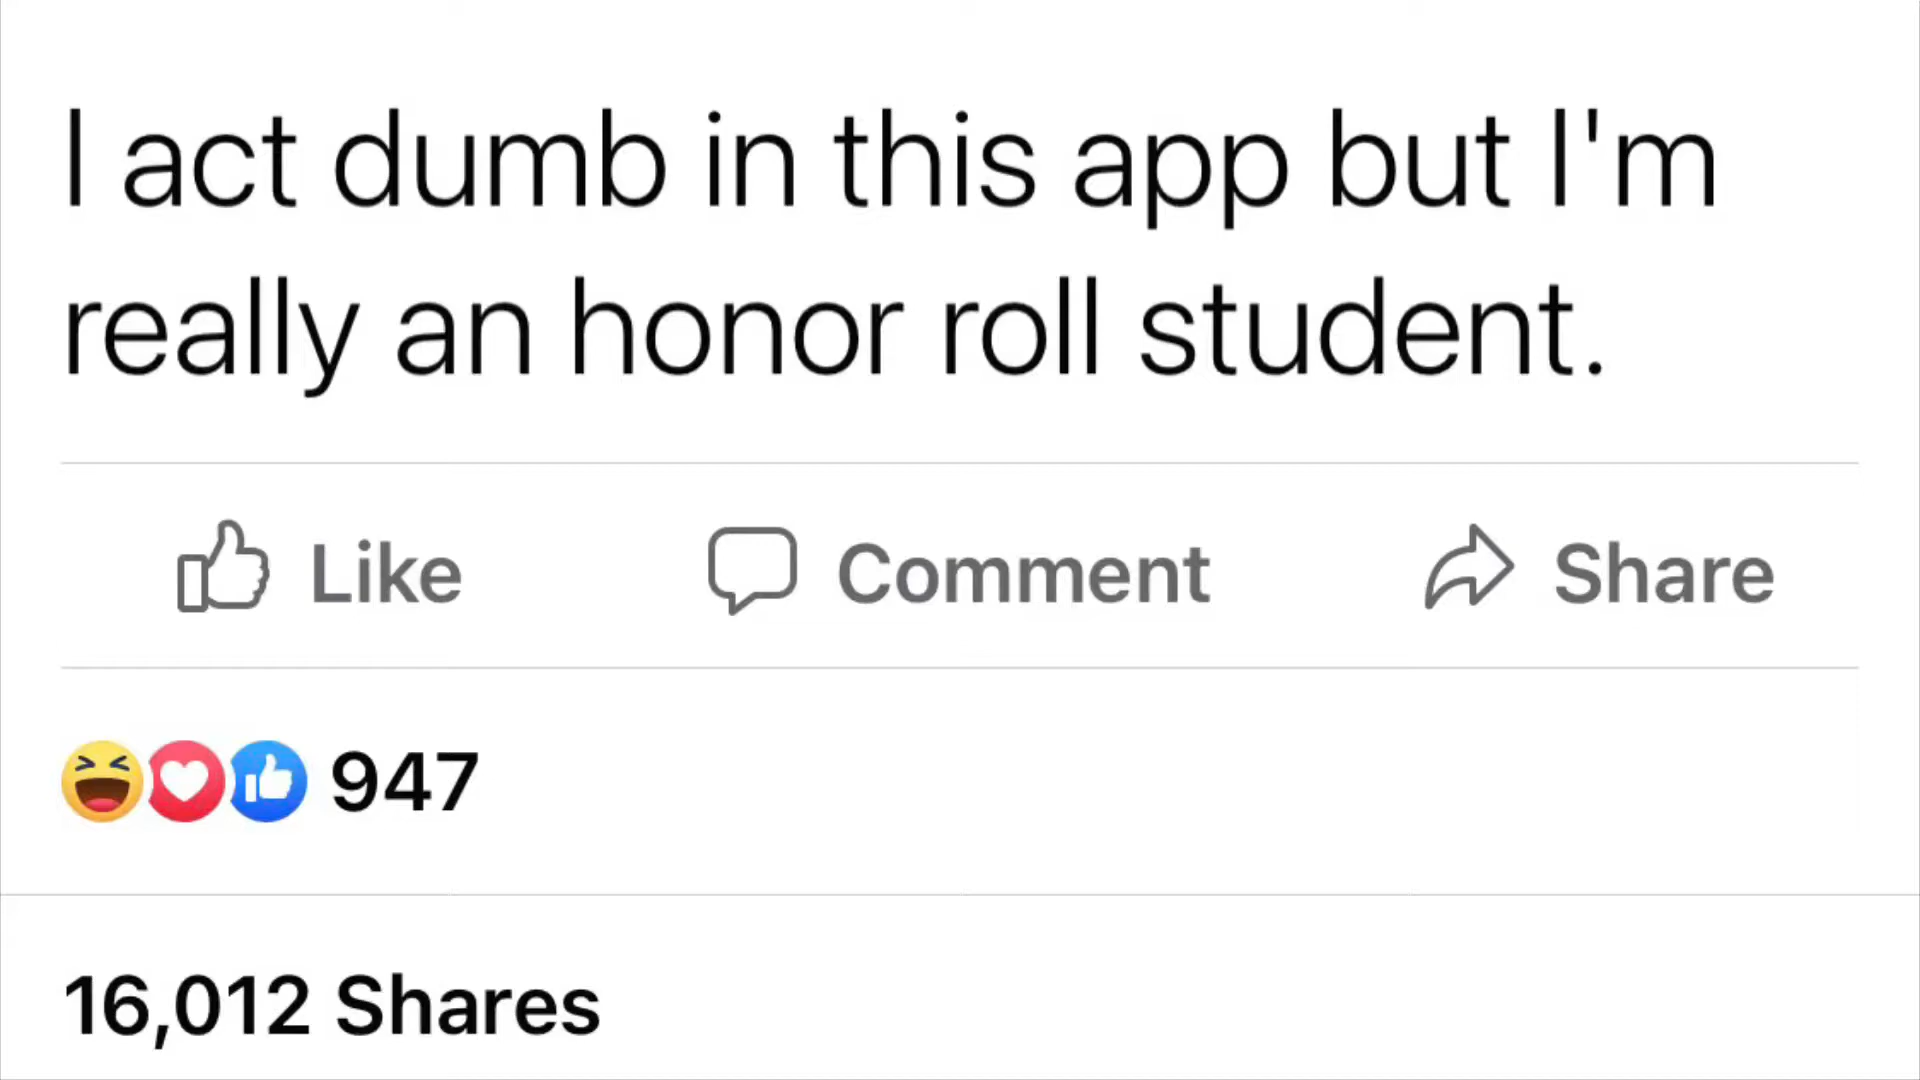 I act dumb in this app but I'm
really an honor roll student.
Like Comment Share
947
16,012 Shares